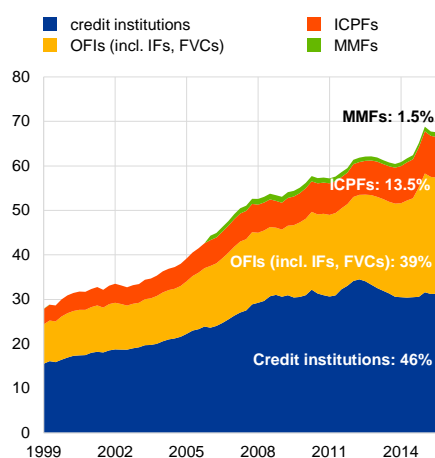 credit institutions
ICPFs
OFIs (incl. IFs, FVCs)
MMFs
80
70
60
50
40
30
20
10
0
MMFs: 1.5%
ICPFs: 13.5%
OFIs (incl. IFs, FVCs): 39%
Credit institutions: 46%
1999
2002
2005
2008
2011
2014